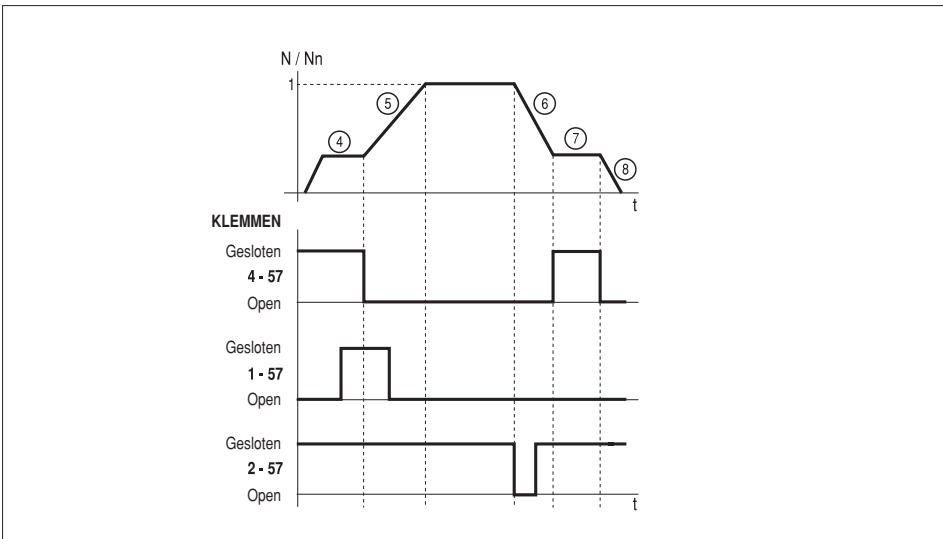 N / Nn
1
④
⑤
⑥
⑦
⑧
t
KLEMMEN
Gesloten
4 - 57
Open
Gesloten
1 - 57
Open
Gesloten
2 - 57
Open
t